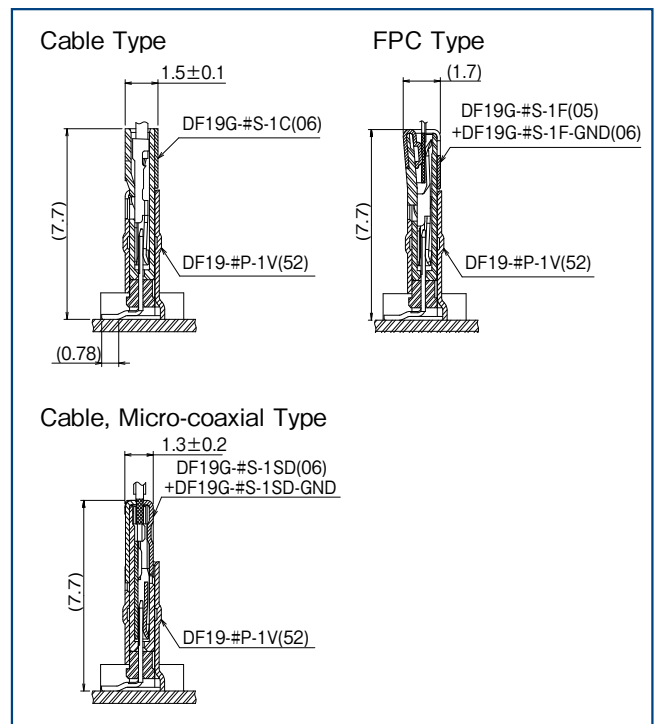 Cable Type
1.5±0.1
DF19G-#S-1C(06)
(7.7)
DF19-#P-1V(52)
(0.78)
FPC Type
(1.7)
DF19G-#S-1F(05)
+DF19G-#S-1F-GND(06)
(7.7)
DF19-#P-1V(52)
Cable, Micro-coaxial Type
1.3±0.2
DF19G-#S-1SD(06)
+DF19G-#S-1SD-GND
(7.7)
DF19-#P-1V(52)